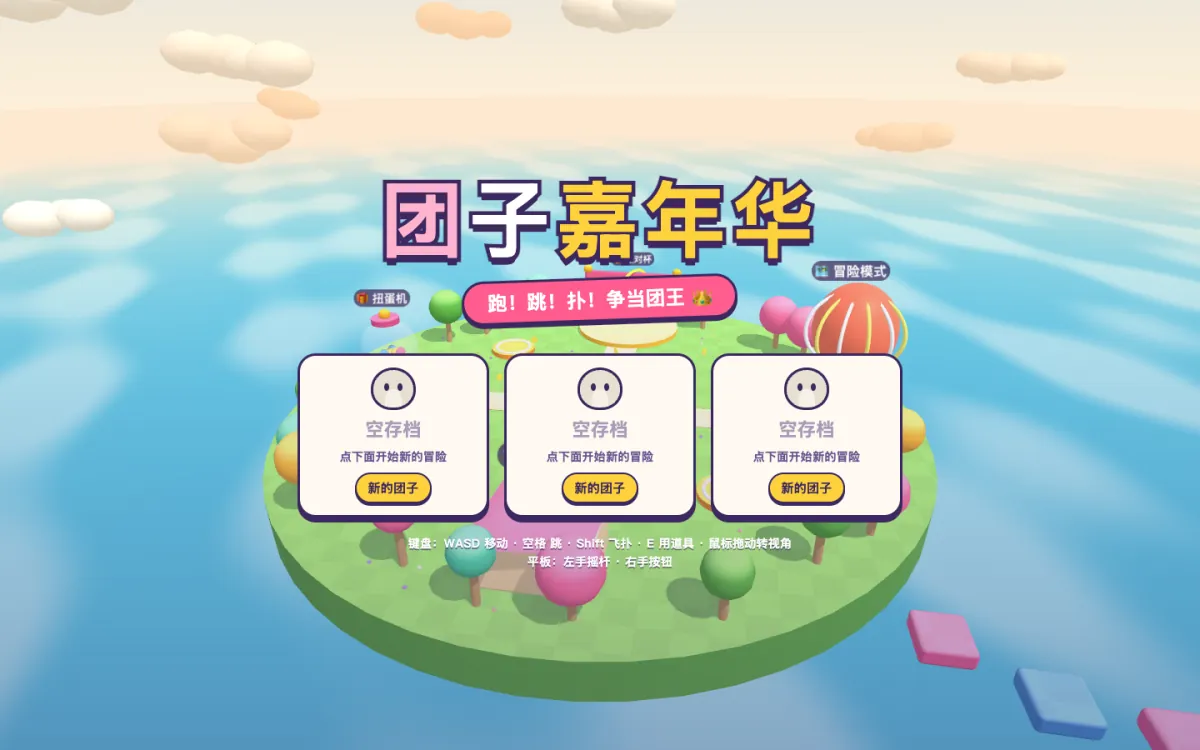 团子嘉年华
对杯
冒险模式
扭蛋机
跑！跳！扑！争当团王
空存档
点下面开始新的冒险
新的团子
空存档
点下面开始新的冒险
新的团子
空存档
点下面开始新的冒险
新的团子
键盘：WASD 移动 · 空格 跳 · Shift 飞扑 · E 用道具 · 鼠标拖动转视角
平板：左手摇杆 · 右手按钮